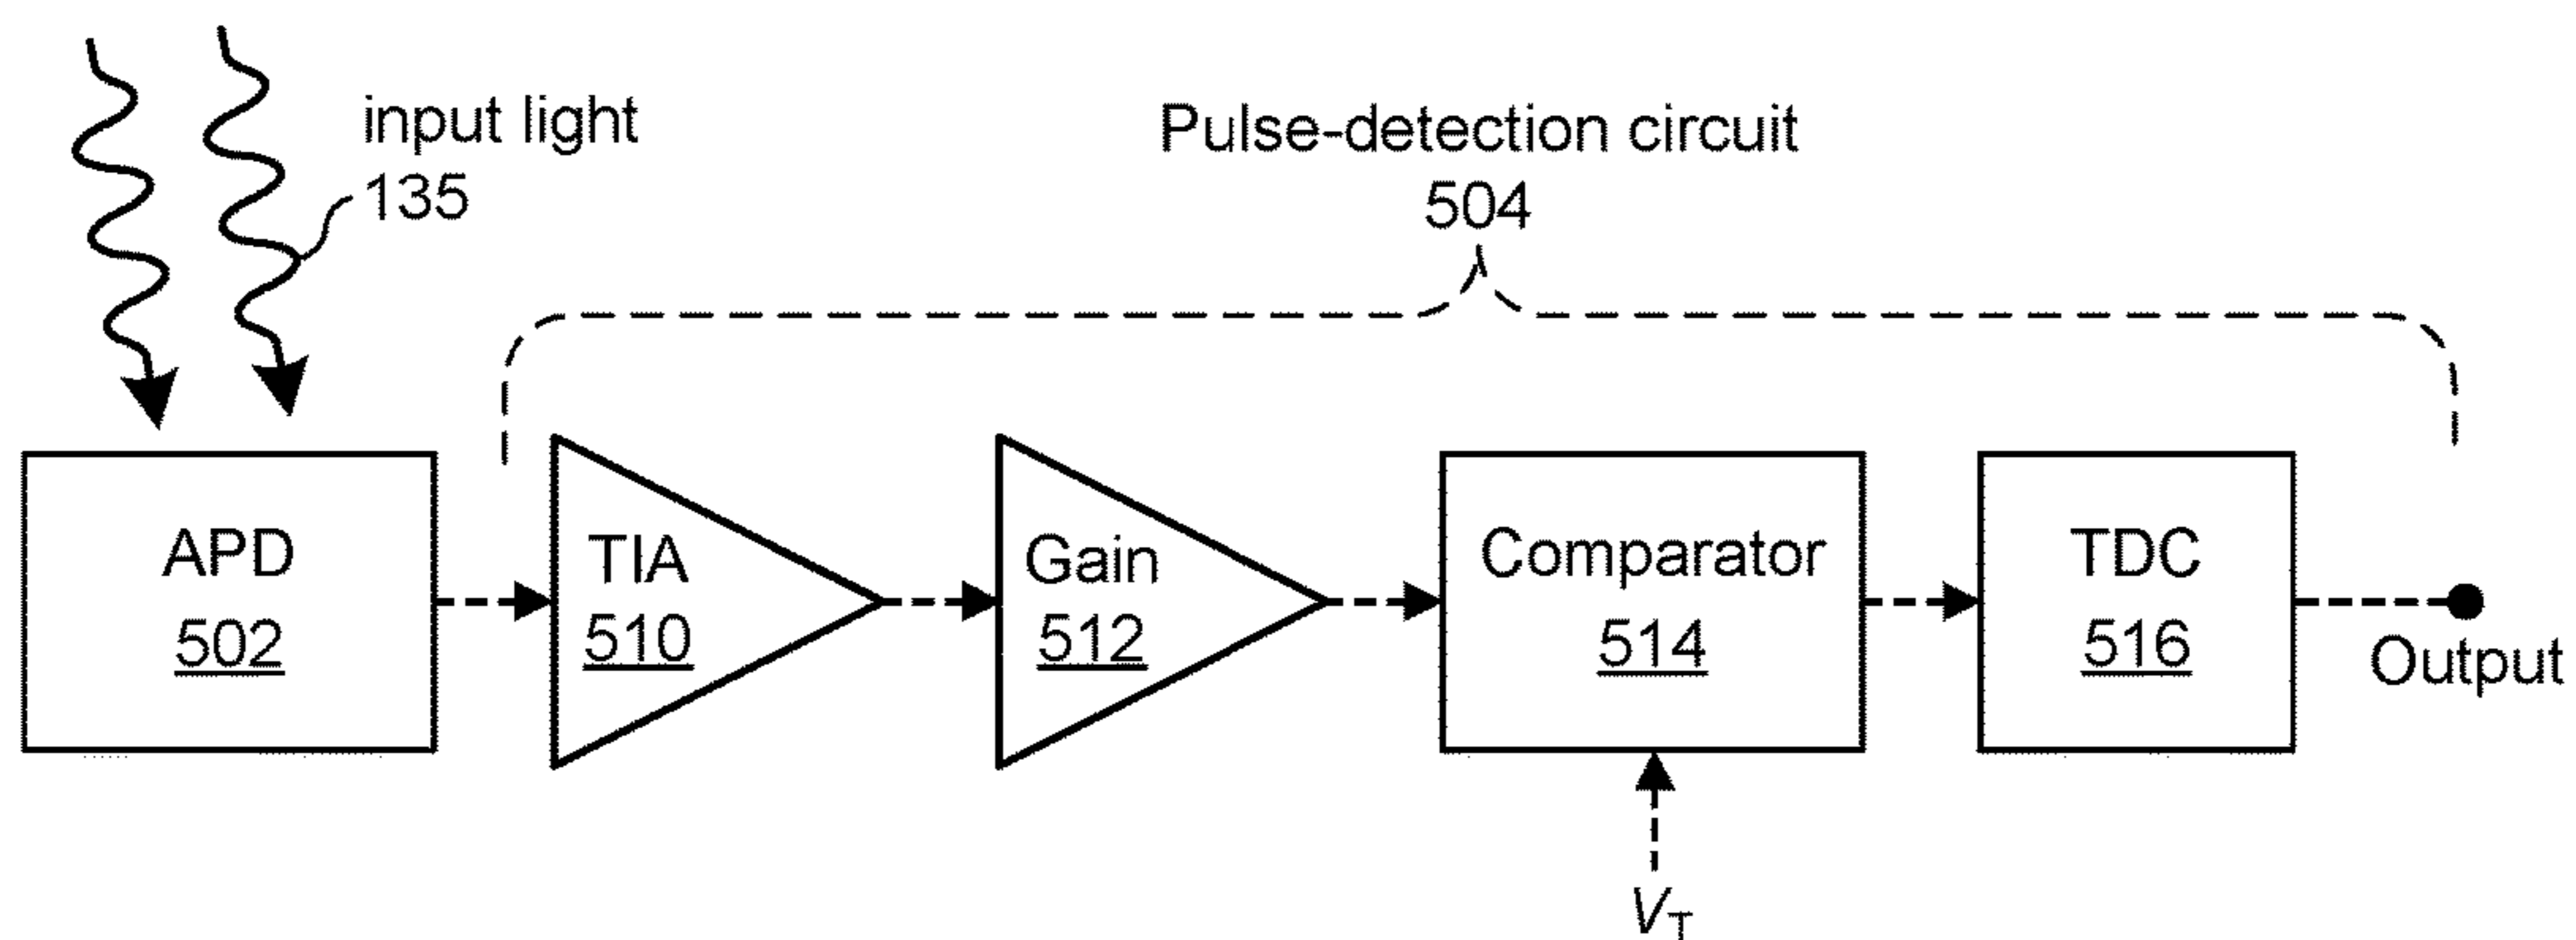 input light
135
Pulse-detection circuit
504
APD
502
TIA
510
Gain
512
Comparator
514
TDC
516
Output
VT